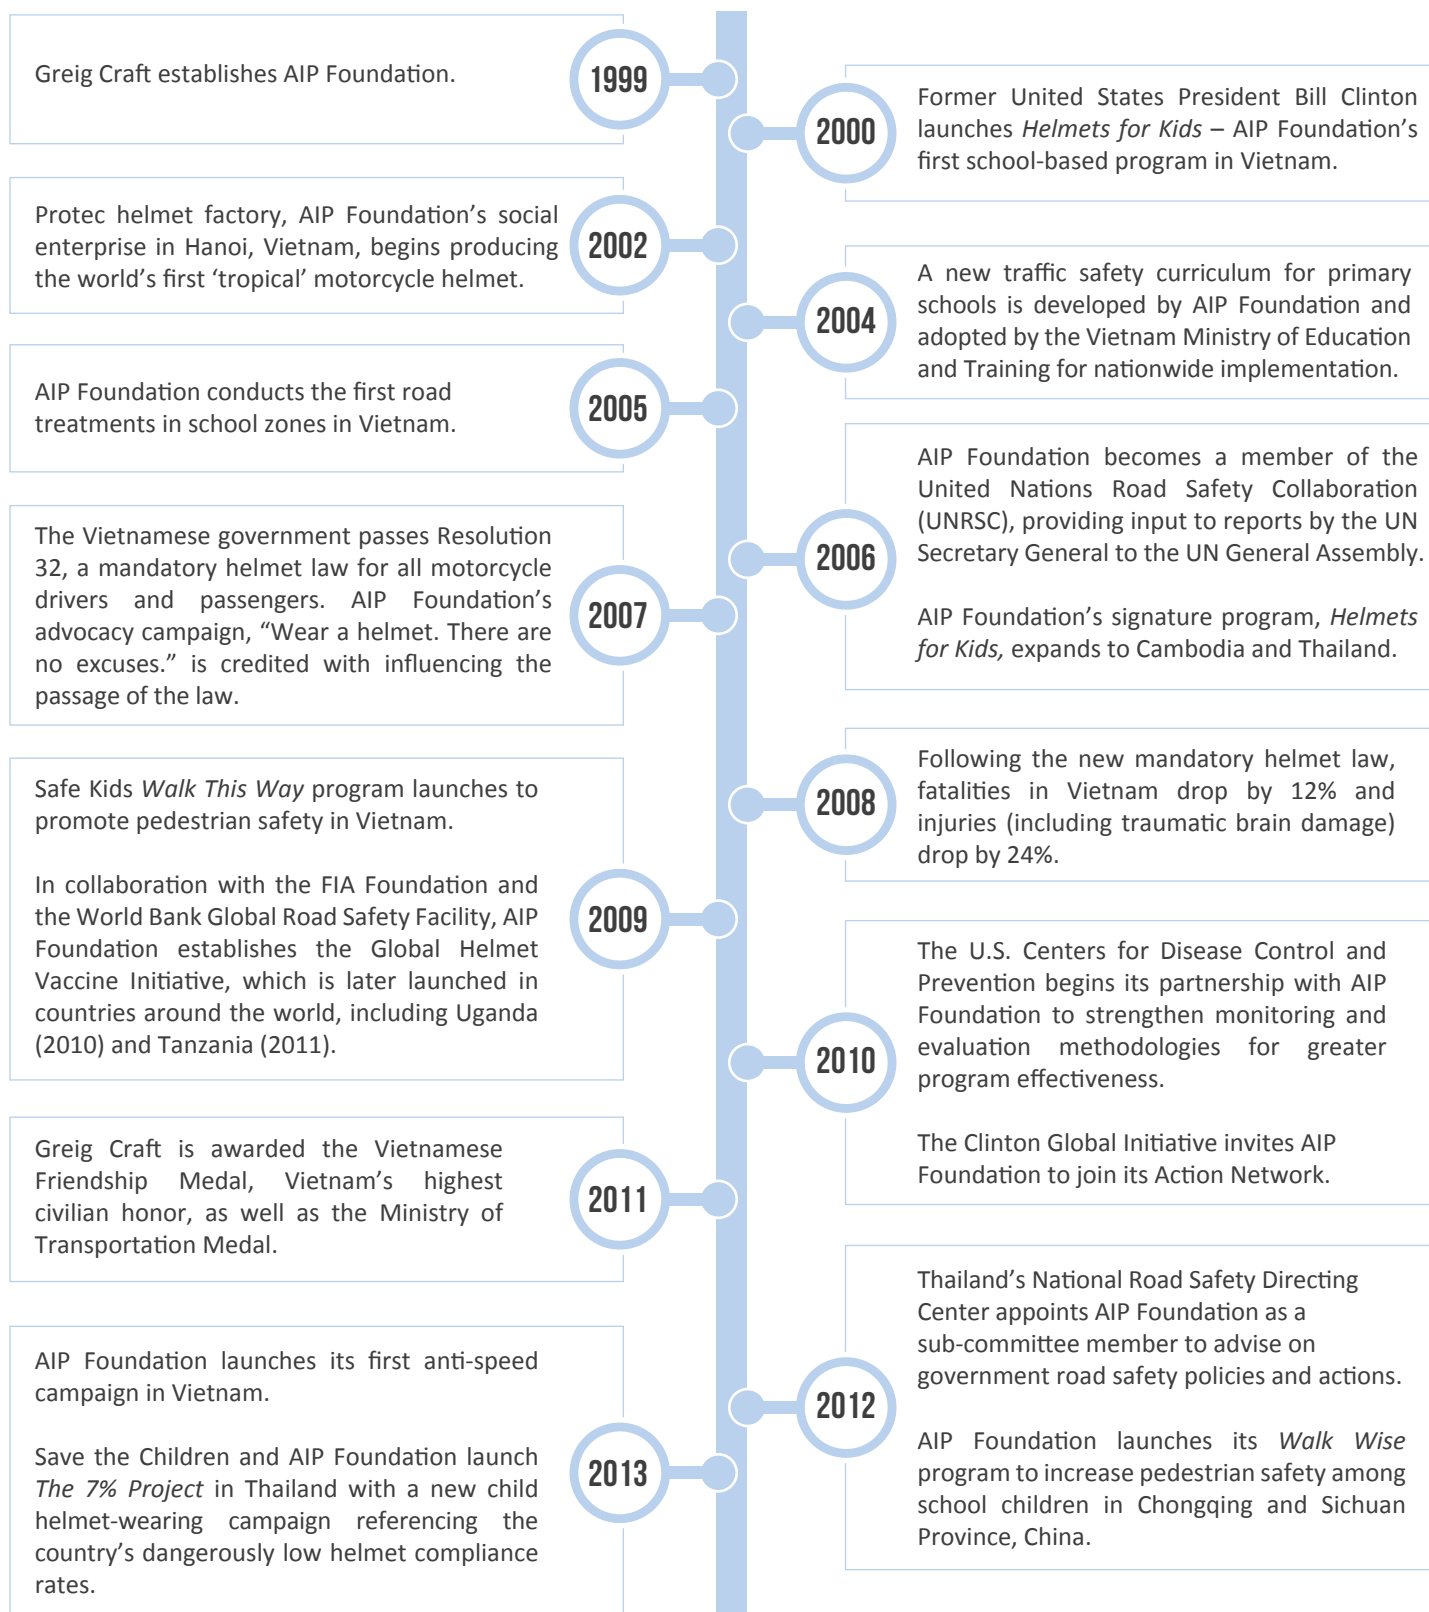 1999
Greig Craft establishes AIP Foundation.
2000
Former United States President Bill Clinton
launches Helmets for Kids – AIP Foundation’s
first school-based program in Vietnam.
2002
Protec helmet factory, AIP Foundation’s social
enterprise in Hanoi, Vietnam, begins producing
the world’s first ‘tropical’ motorcycle helmet.
2004
A new traffic safety curriculum for primary
schools is developed by AIP Foundation and
adopted by the Vietnam Ministry of Education
and Training for nationwide implementation.
2005
AIP Foundation conducts the first road
treatments in school zones in Vietnam.
2006
AIP Foundation becomes a member of the
United Nations Road Safety Collaboration
(UNRSC), providing input to reports by the UN
Secretary General to the UN General Assembly.
AIP Foundation’s signature program, Helmets
for Kids, expands to Cambodia and Thailand.
2007
The Vietnamese government passes Resolution
32, a mandatory helmet law for all motorcycle
drivers and passengers. AIP Foundation’s
advocacy campaign, “Wear a helmet. There are
no excuses.” is credited with influencing the
passage of the law.
2008
Following the new mandatory helmet law,
fatalities in Vietnam drop by 12% and
injuries (including traumatic brain damage)
drop by 24%.
2009
Safe Kids Walk This Way program launches to
promote pedestrian safety in Vietnam.
In collaboration with the FIA Foundation and
the World Bank Global Road Safety Facility, AIP
Foundation establishes the Global Helmet
Vaccine Initiative, which is later launched in
countries around the world, including Uganda
(2010) and Tanzania (2011).
2010
The U.S. Centers for Disease Control and
Prevention begins its partnership with AIP
Foundation to strengthen monitoring and
evaluation methodologies for greater
program effectiveness.
The Clinton Global Initiative invites AIP
Foundation to join its Action Network.
2011
Greig Craft is awarded the Vietnamese
Friendship Medal, Vietnam’s highest
civilian honor, as well as the Ministry of
Transportation Medal.
2012
Thailand’s National Road Safety Directing
Center appoints AIP Foundation as a
sub-committee member to advise on
government road safety policies and actions.
AIP Foundation launches its Walk Wise
program to increase pedestrian safety among
school children in Chongqing and Sichuan
Province, China.
2013
AIP Foundation launches its first anti-speed
campaign in Vietnam.
Save the Children and AIP Foundation launch
The 7% Project in Thailand with a new child
helmet-wearing campaign referencing the
country’s dangerously low helmet compliance
rates.